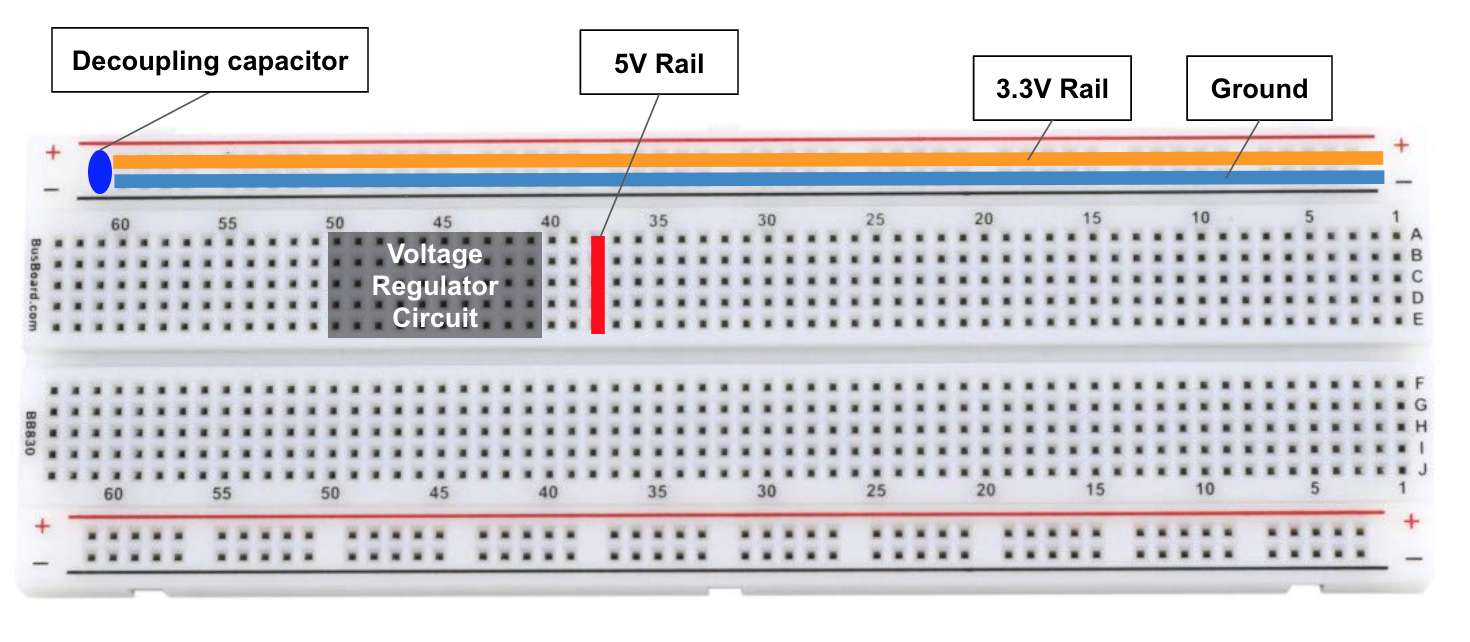 Decoupling capacitor
5V Rail
3.3V Rail
Ground
+ +
− −
60 55 50 45 40 35 30 25 20 15 10 5 1
BusBoard.com
Voltage
Regulator
Circuit
A
B
C
D
E
BB830
F
G
H
I
J
60 55 50 45 40 35 30 25 20 15 10 5 1
+ +
− −